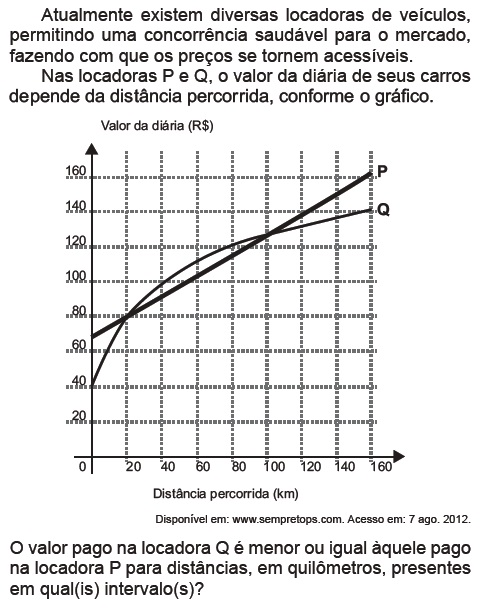 Atualmente existem diversas locadoras de veículos,
permitindo uma concorrência saudável para o mercado,
fazendo com que os preços se tornem acessíveis.
Nas locadoras P e Q, o valor da diária de seus carros
depende da distância percorrida, conforme o gráfico.
Valor da diária (R$)
160
P
140
Q
120
100
80
60
40
20
0 20 40 60 80 100 120 140 160
Distância percorrida (km)
Disponível em: www.sempretops.com. Acesso em: 7 ago. 2012.
O valor pago na locadora Q é menor ou igual àquele pago
na locadora P para distâncias, em quilômetros, presentes
em qual(is) intervalo(s)?